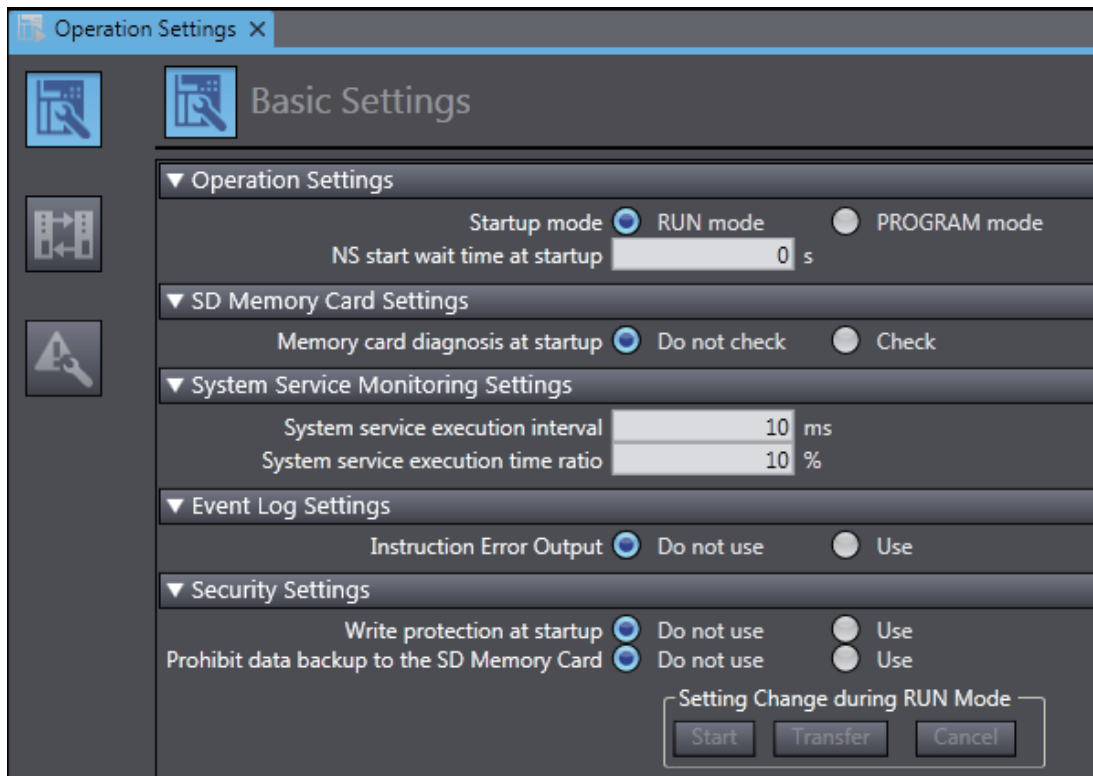 Operation Settings ×
Basic Settings
▼ Operation Settings
Startup mode RUN mode PROGRAM mode
NS start wait time at startup 0 s
▼ SD Memory Card Settings
Memory card diagnosis at startup Do not check Check
▼ System Service Monitoring Settings
System service execution interval 10 ms
System service execution time ratio 10 %
▼ Event Log Settings
Instruction Error Output Do not use Use
▼ Security Settings
Write protection at startup Do not use Use
Prohibit data backup to the SD Memory Card Do not use Use
Setting Change during RUN Mode
Start Transfer Cancel